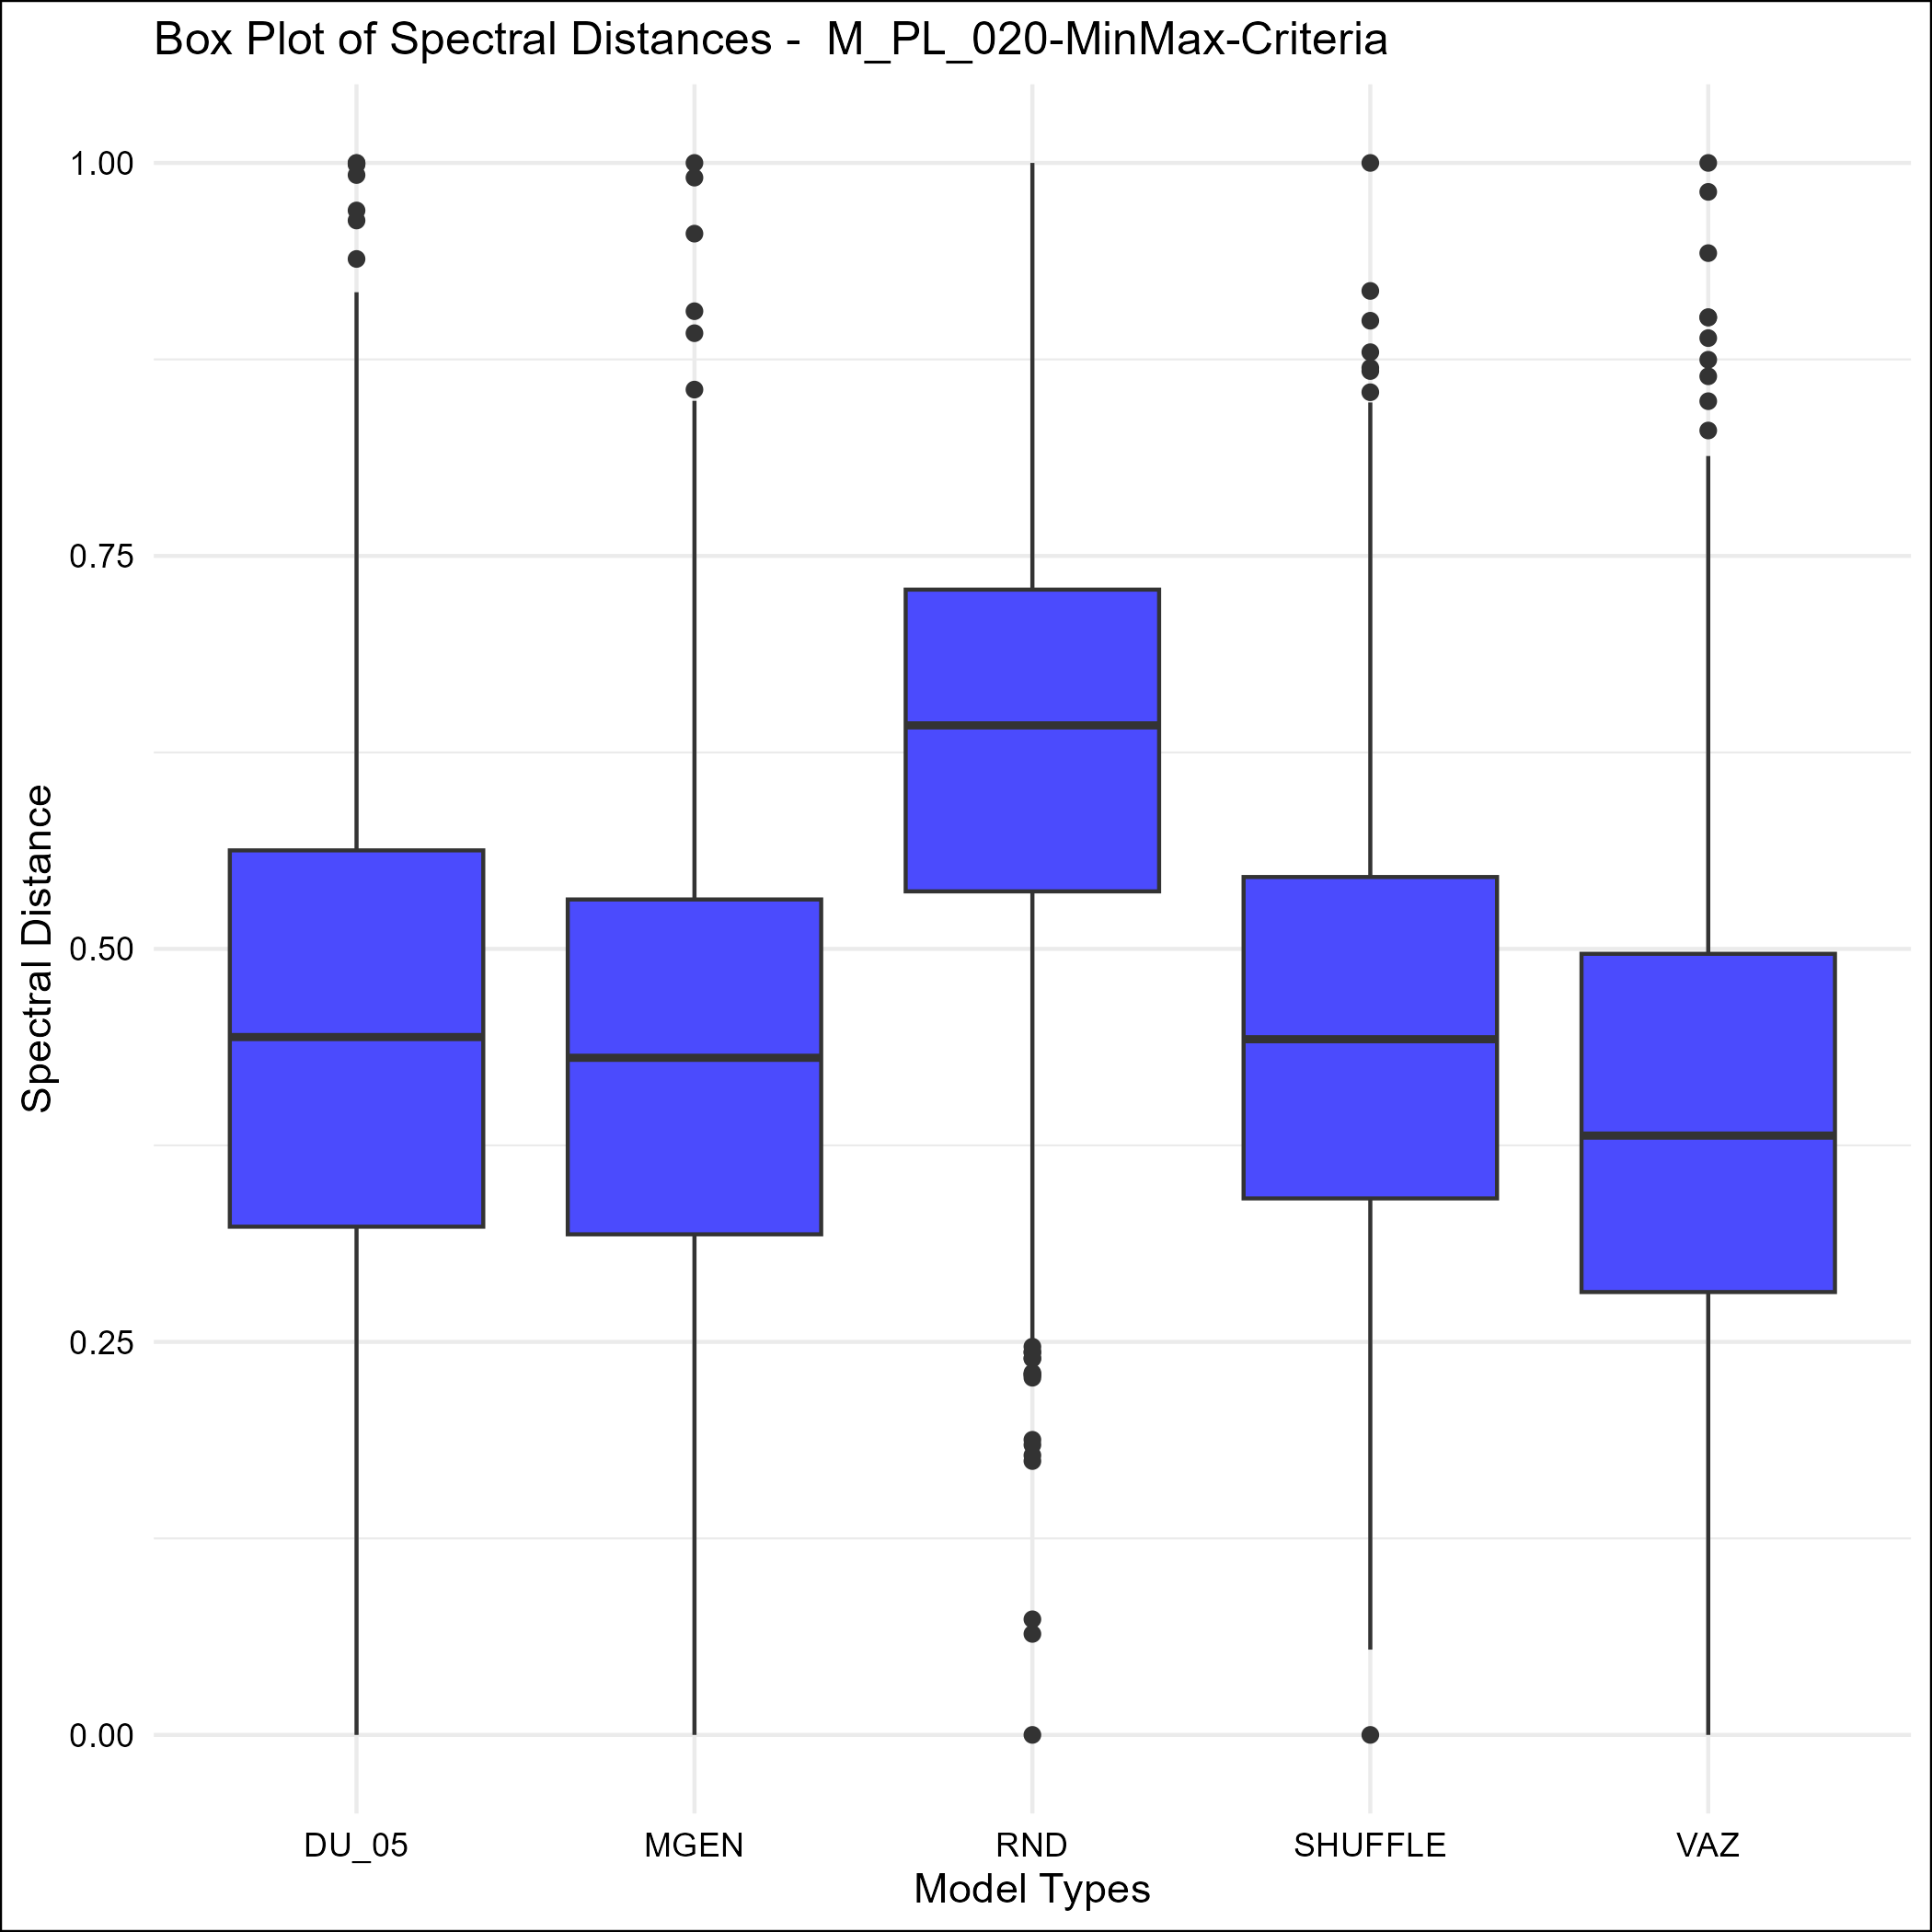 Box Plot of Spectral Distances -  M_PL_020-MinMax-Criteria
Spectral Distance
1.00
0.75
0.50
0.25
0.00
DU_05 MGEN RND SHUFFLE VAZ
Model Types